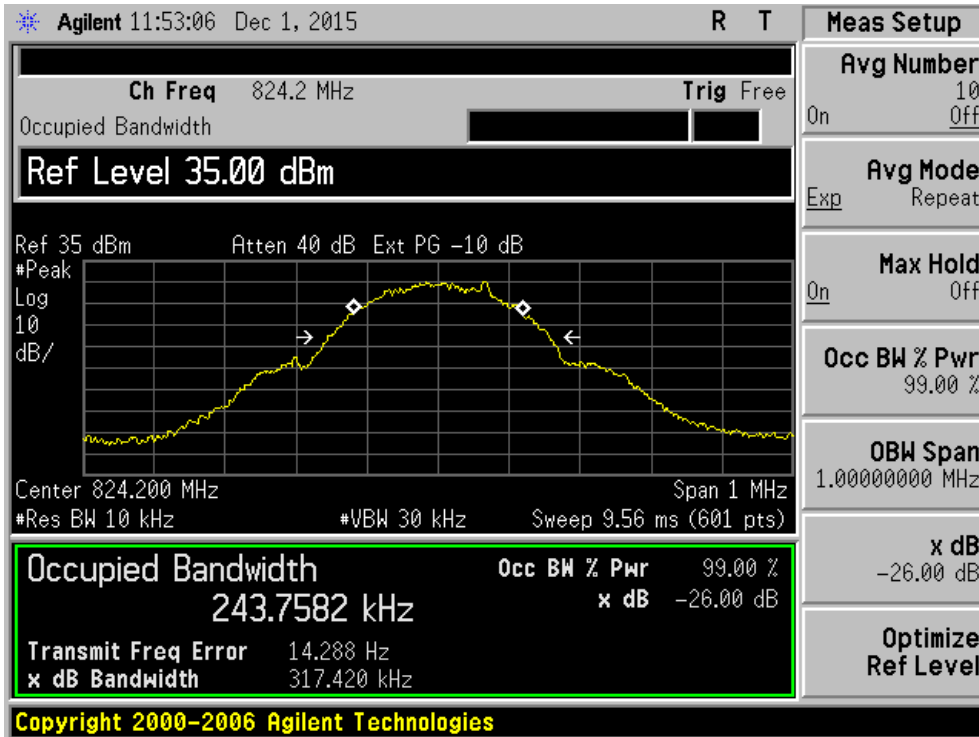 Agilent 11:53:06 Dec 1, 2015 R T
Ch Freq 824.2 MHz Trig Free
Occupied Bandwidth
Ref Level 35.00 dBm
Ref 35 dBm Atten 40 dB Ext PG -10 dB
#Peak
Log
10
dB/
Center 824.200 MHz Span 1 MHz
#Res BW 10 kHz #VBW 30 kHz Sweep 9.56 ms (601 pts)
Occupied Bandwidth Occ BW % Pwr 99.00 %
243.7582 kHz x dB -26.00 dB
Transmit Freq Error 14.288 Hz
x dB Bandwidth 317.420 kHz
Copyright 2000-2006 Agilent Technologies
Meas Setup
Avg Number
10
On Off
Avg Mode
Exp Repeat
Max Hold
On Off
Occ BW % Pwr
99.00 %
OBW Span
1.00000000 MHz
x dB
-26.00 dB
Optimize
Ref Level